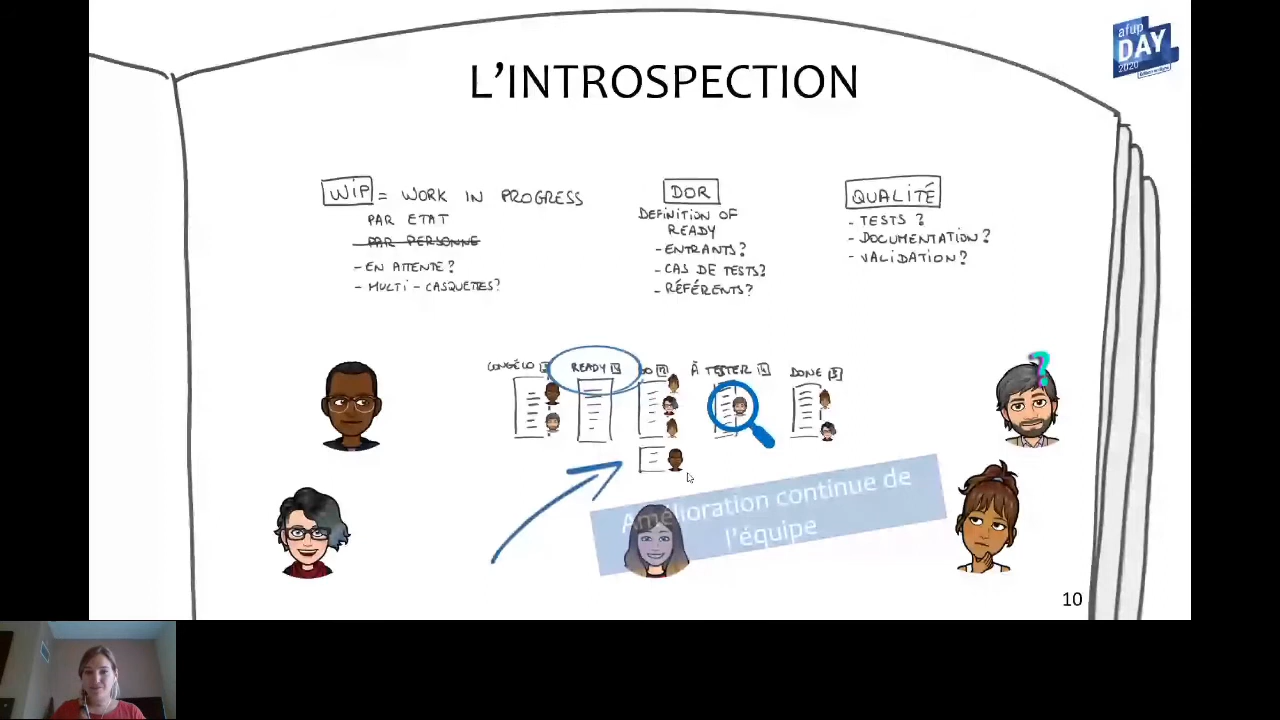 afup
DAY
2020
L'INTROSPECTION
WIP = WORK IN PROGRESS
PAR ETAT
PAR PERSONNE
- EN ATTENTE?
- MULTI-CASQUETTES?
DOR
DEFINITION OF
READY
- ENTRANTS?
- CAS DE TESTS?
- RÉFÉRENTS?
QUALITÉ
- TESTS?
- DOCUMENTATION?
- VALIDATION?
CONGÉLO
READY
À TESTER
DONE
?
Amélioration continue de
l'équipe
10